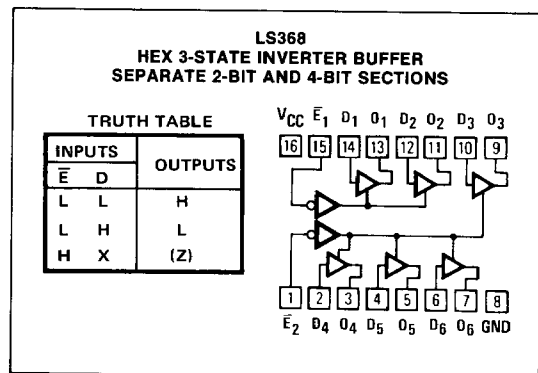 LS368
HEX 3-STATE INVERTER BUFFER
SEPARATE 2-BIT AND 4-BIT SECTIONS
TRUTH TABLE
INPUTS OUTPUTS
E̅ D
L L H
L H L
H X (Z)
VCC E̅1 D1 O1 D2 O2 D3 O3
16 15 14 13 12 11 10 9
1 2 3 4 5 6 7 8
E̅2 D4 O4 D5 O5 D6 O6 GND